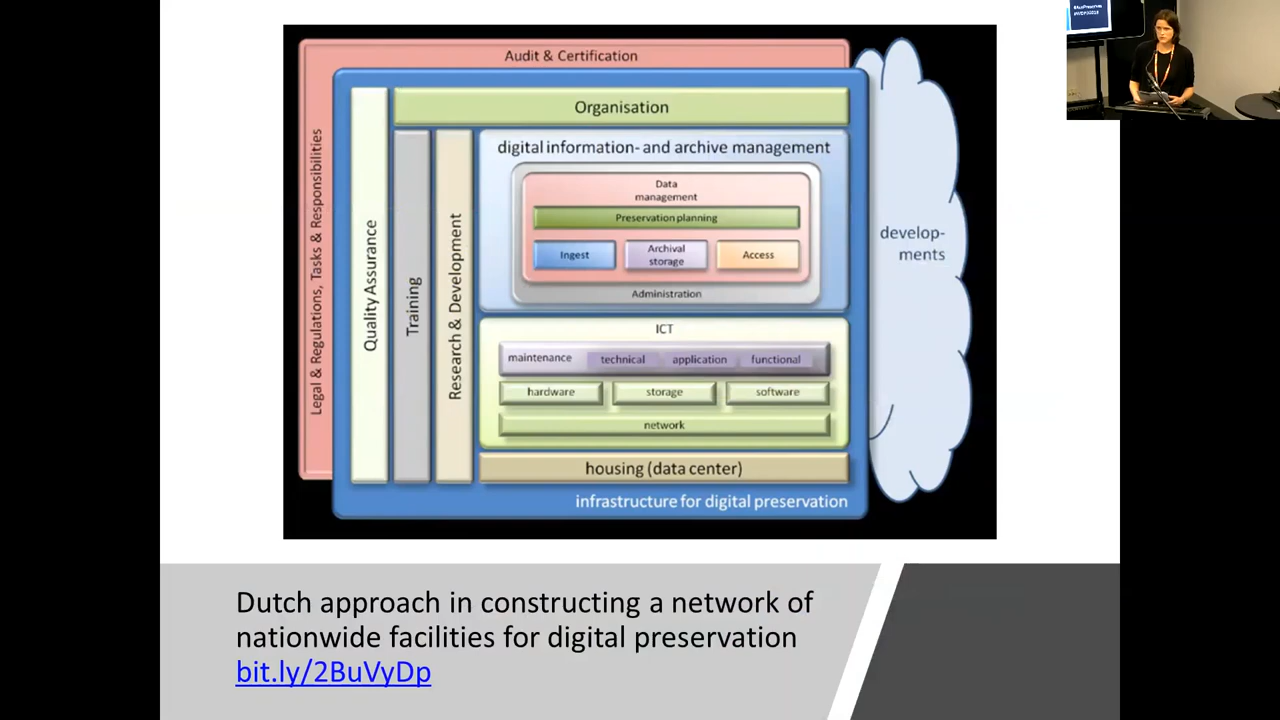 Audit & Certification
Legal & Regulations, Tasks & Responsibilities
Quality Assurance
Organisation
Training
Research & Development
digital information- and archive management
Data
management
Preservation planning
Ingest
Archival
storage
Access
Administration
ICT
maintenance
technical
application
functional
hardware
storage
software
network
housing (data center)
infrastructure for digital preservation
develop-
ments
Dutch approach in constructing a network of
nationwide facilities for digital preservation
bit.ly/2BuVyDp